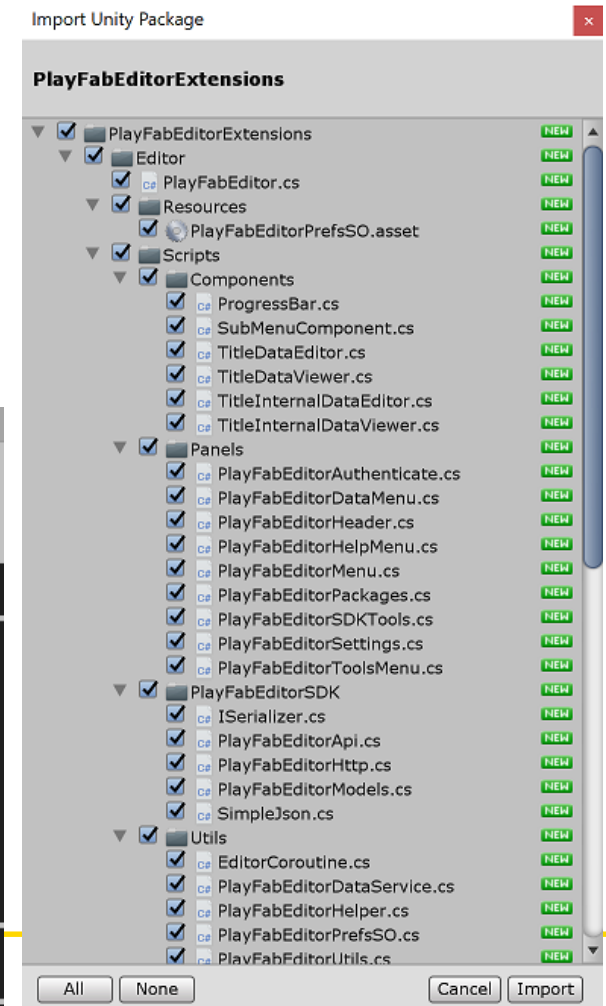 Import Unity Package
PlayFabEditorExtensions
PlayFabEditorExtensions NEW
Editor NEW
C# PlayFabEditor.cs NEW
Resources NEW
PlayFabEditorPrefsSO.asset NEW
Scripts NEW
Components NEW
C# ProgressBar.cs NEW
C# SubMenuComponent.cs NEW
C# TitleDataEditor.cs NEW
C# TitleDataViewer.cs NEW
C# TitleInternalDataEditor.cs NEW
C# TitleInternalDataViewer.cs NEW
Panels NEW
C# PlayFabEditorAuthenticate.cs NEW
C# PlayFabEditorDataMenu.cs NEW
C# PlayFabEditorHeader.cs NEW
C# PlayFabEditorHelpMenu.cs NEW
C# PlayFabEditorMenu.cs NEW
C# PlayFabEditorPackages.cs NEW
C# PlayFabEditorSDKTools.cs NEW
C# PlayFabEditorSettings.cs NEW
C# PlayFabEditorToolsMenu.cs NEW
PlayFabEditorSDK NEW
C# ISerializer.cs NEW
C# PlayFabEditorApi.cs NEW
C# PlayFabEditorHttp.cs NEW
C# PlayFabEditorModels.cs NEW
C# SimpleJson.cs NEW
Utils NEW
C# EditorCoroutine.cs NEW
C# PlayFabEditorDataService.cs NEW
C# PlayFabEditorHelper.cs NEW
C# PlayFabEditorPrefsSO.cs NEW
C# PlayFabEditorUtils.cs NEW
All None Cancel Import